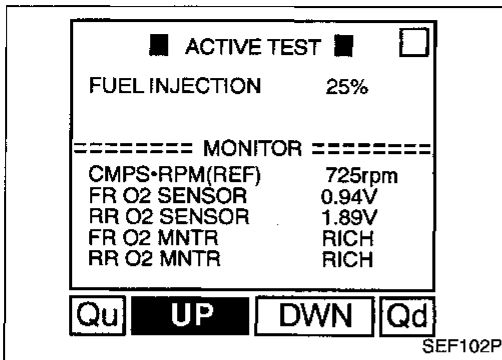 ■ ACTIVE TEST ■ □
FUEL INJECTION 25%
======== MONITOR ========
CMPS•RPM(REF) 725rpm
FR O2 SENSOR 0.94V
RR O2 SENSOR 1.89V
FR O2 MNTR RICH
RR O2 MNTR RICH
Qu UP DWN Qd
SEF102P